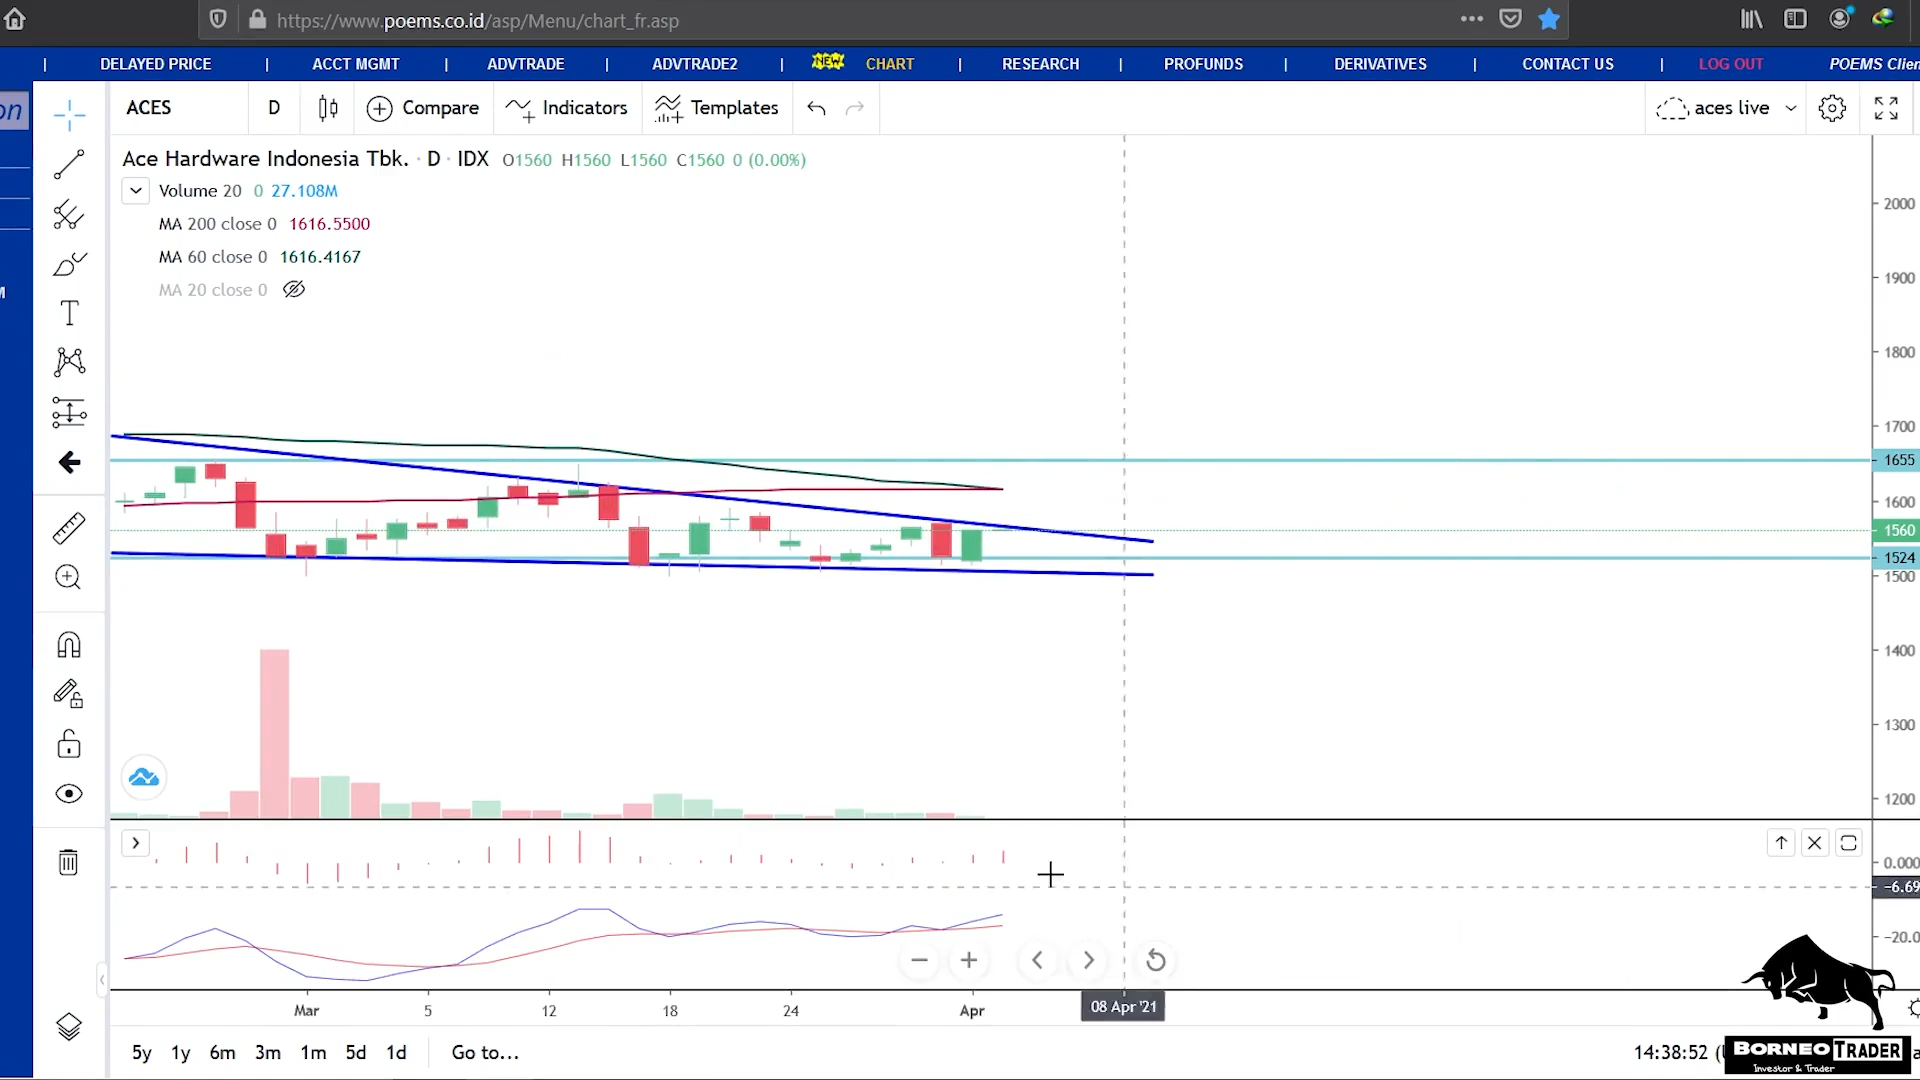 https://www.poems.co.id/asp/Menu/chart_fr.asp
| DELAYED PRICE | ACCT MGMT | ADVTRADE | ADVTRADE2 | NEW CHART | RESEARCH | PROFUNDS | DERIVATIVES | CONTACT US | LOG OUT POEMS Clien
on
ACES D Compare Indicators Templates aces live
Ace Hardware Indonesia Tbk. · D · IDX O1560 H1560 L1560 C1560 0 (0.00%)
Volume 20 0 27.108M
MA 200 close 0 1616.5500
MA 60 close 0 1616.4167
MA 20 close 0
M
T
2000
1900
1800
1700
1655
1600
1560
1524
1500
1400
1300
1200
0.000
-6.69
-20.0
Mar 5 12 18 24 Apr 08 Apr '21
5y 1y 6m 3m 1m 5d 1d Go to... 14:38:52 (
BORNEO TRADER
Investor & Trader